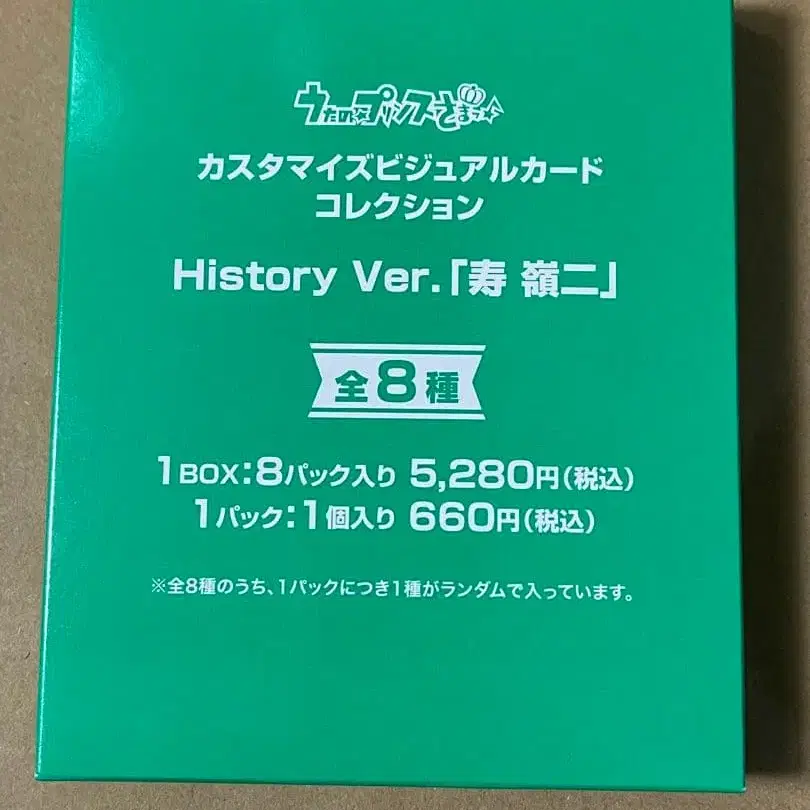 うたの☆プリンスさまっ♪
カスタマイズビジュアルカード
コレクション
History Ver.「寿 嶺二」
全8種
1BOX:8パック入り 5,280円(税込)
1パック:1個入り 660円(税込)
※全8種のうち、1パックにつき1種がランダムで入っています。